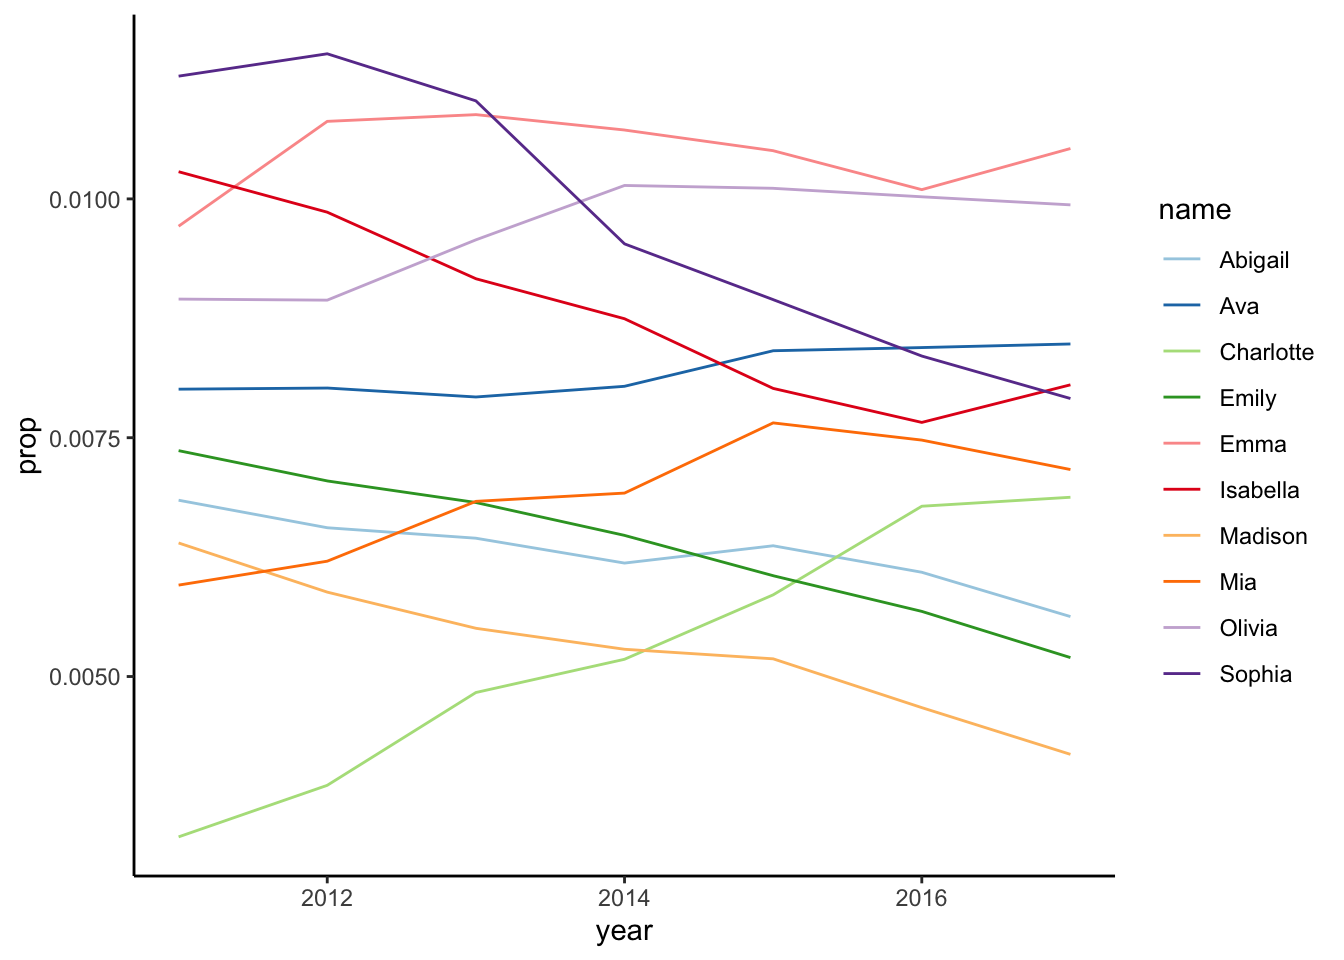 prop
0.0100
0.0075
0.0050
2012
2014
2016
year
name
Abigail
Ava
Charlotte
Emily
Emma
Isabella
Madison
Mia
Olivia
Sophia